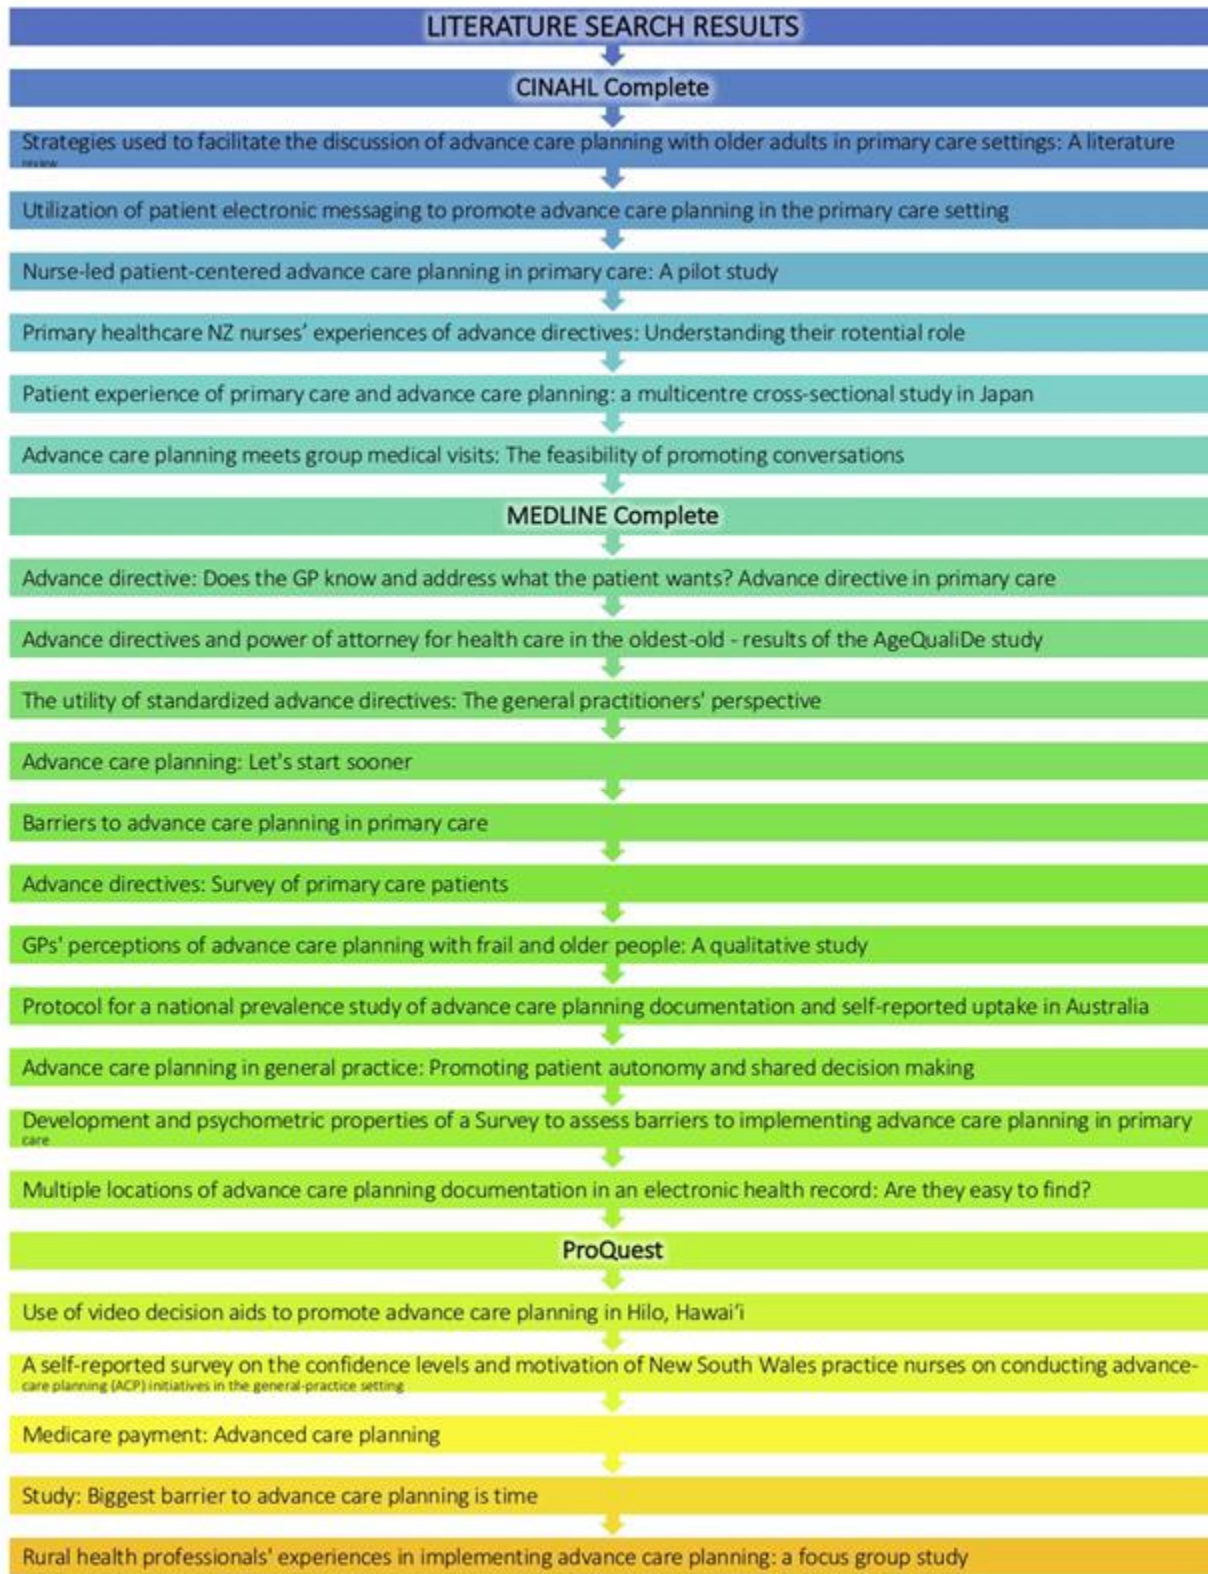 LITERATURE SEARCH RESULTS
CINAHL Complete
Strategies used to facilitate the discussion of advance care planning with older adults in primary care settings: A literature
review
Utilization of patient electronic messaging to promote advance care planning in the primary care setting
Nurse-led patient-centered advance care planning in primary care: A pilot study
Primary healthcare NZ nurses’ experiences of advance directives: Understanding their rotential role
Patient experience of primary care and advance care planning: a multicentre cross-sectional study in Japan
Advance care planning meets group medical visits: The feasibility of promoting conversations
MEDLINE Complete
Advance directive: Does the GP know and address what the patient wants? Advance directive in primary care
Advance directives and power of attorney for health care in the oldest-old - results of the AgeQualiDe study
The utility of standardized advance directives: The general practitioners' perspective
Advance care planning: Let's start sooner
Barriers to advance care planning in primary care
Advance directives: Survey of primary care patients
GPs' perceptions of advance care planning with frail and older people: A qualitative study
Protocol for a national prevalence study of advance care planning documentation and self-reported uptake in Australia
Advance care planning in general practice: Promoting patient autonomy and shared decision making
Development and psychometric properties of a Survey to assess barriers to implementing advance care planning in primary
care
Multiple locations of advance care planning documentation in an electronic health record: Are they easy to find?
ProQuest
Use of video decision aids to promote advance care planning in Hilo, Hawai‘i
A self-reported survey on the confidence levels and motivation of New South Wales practice nurses on conducting advance-
care planning (ACP) initiatives in the general-practice setting
Medicare payment: Advanced care planning
Study: Biggest barrier to advance care planning is time
Rural health professionals' experiences in implementing advance care planning: a focus group study